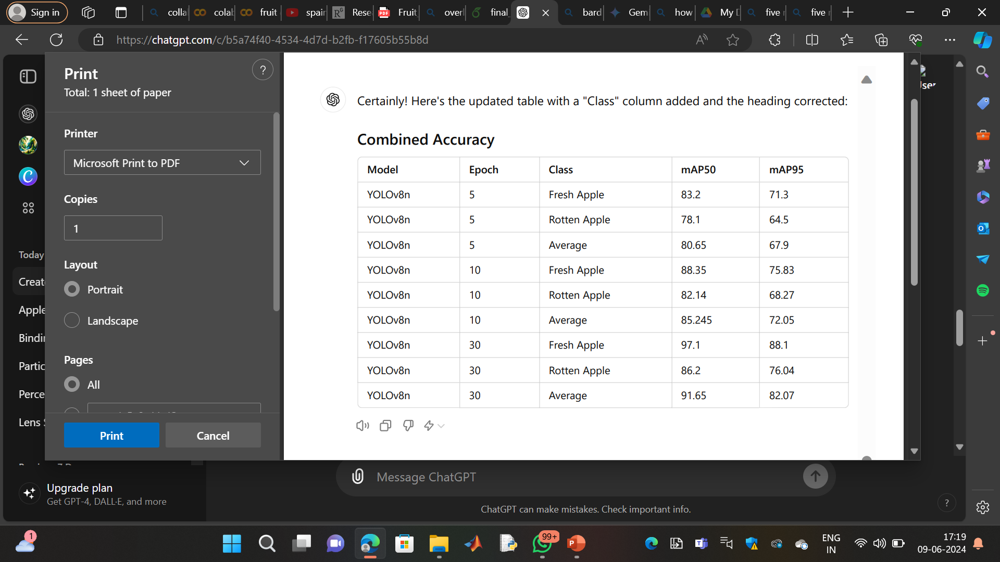 Sign in
colla
colab
fruit
spain
Rese
Fruit_
overl
final_
bard
Gem
how
My D
five r
five r
https://chatgpt.com/c/b5a74f40-4534-4d7d-b2fb-f17605b55b8d
Print
Total: 1 sheet of paper
Printer
Microsoft Print to PDF
Copies
1
Layout
Portrait
Landscape
Pages
All
Print
Cancel
Today
Create
Apple
Bindin
Partic
Perce
Lens S
Upgrade plan
Get GPT-4, DALL·E, and more
Certainly! Here's the updated table with a "Class" column added and the heading corrected:
Combined Accuracy
Model Epoch Class mAP50 mAP95
YOLOv8n 5 Fresh Apple 83.2 71.3
YOLOv8n 5 Rotten Apple 78.1 64.5
YOLOv8n 5 Average 80.65 67.9
YOLOv8n 10 Fresh Apple 88.35 75.83
YOLOv8n 10 Rotten Apple 82.14 68.27
YOLOv8n 10 Average 85.245 72.05
YOLOv8n 30 Fresh Apple 97.1 88.1
YOLOv8n 30 Rotten Apple 86.2 76.04
YOLOv8n 30 Average 91.65 82.07
Message ChatGPT
ChatGPT can make mistakes. Check important info.
?
1
99+
ENG
IN
17:19
09-06-2024